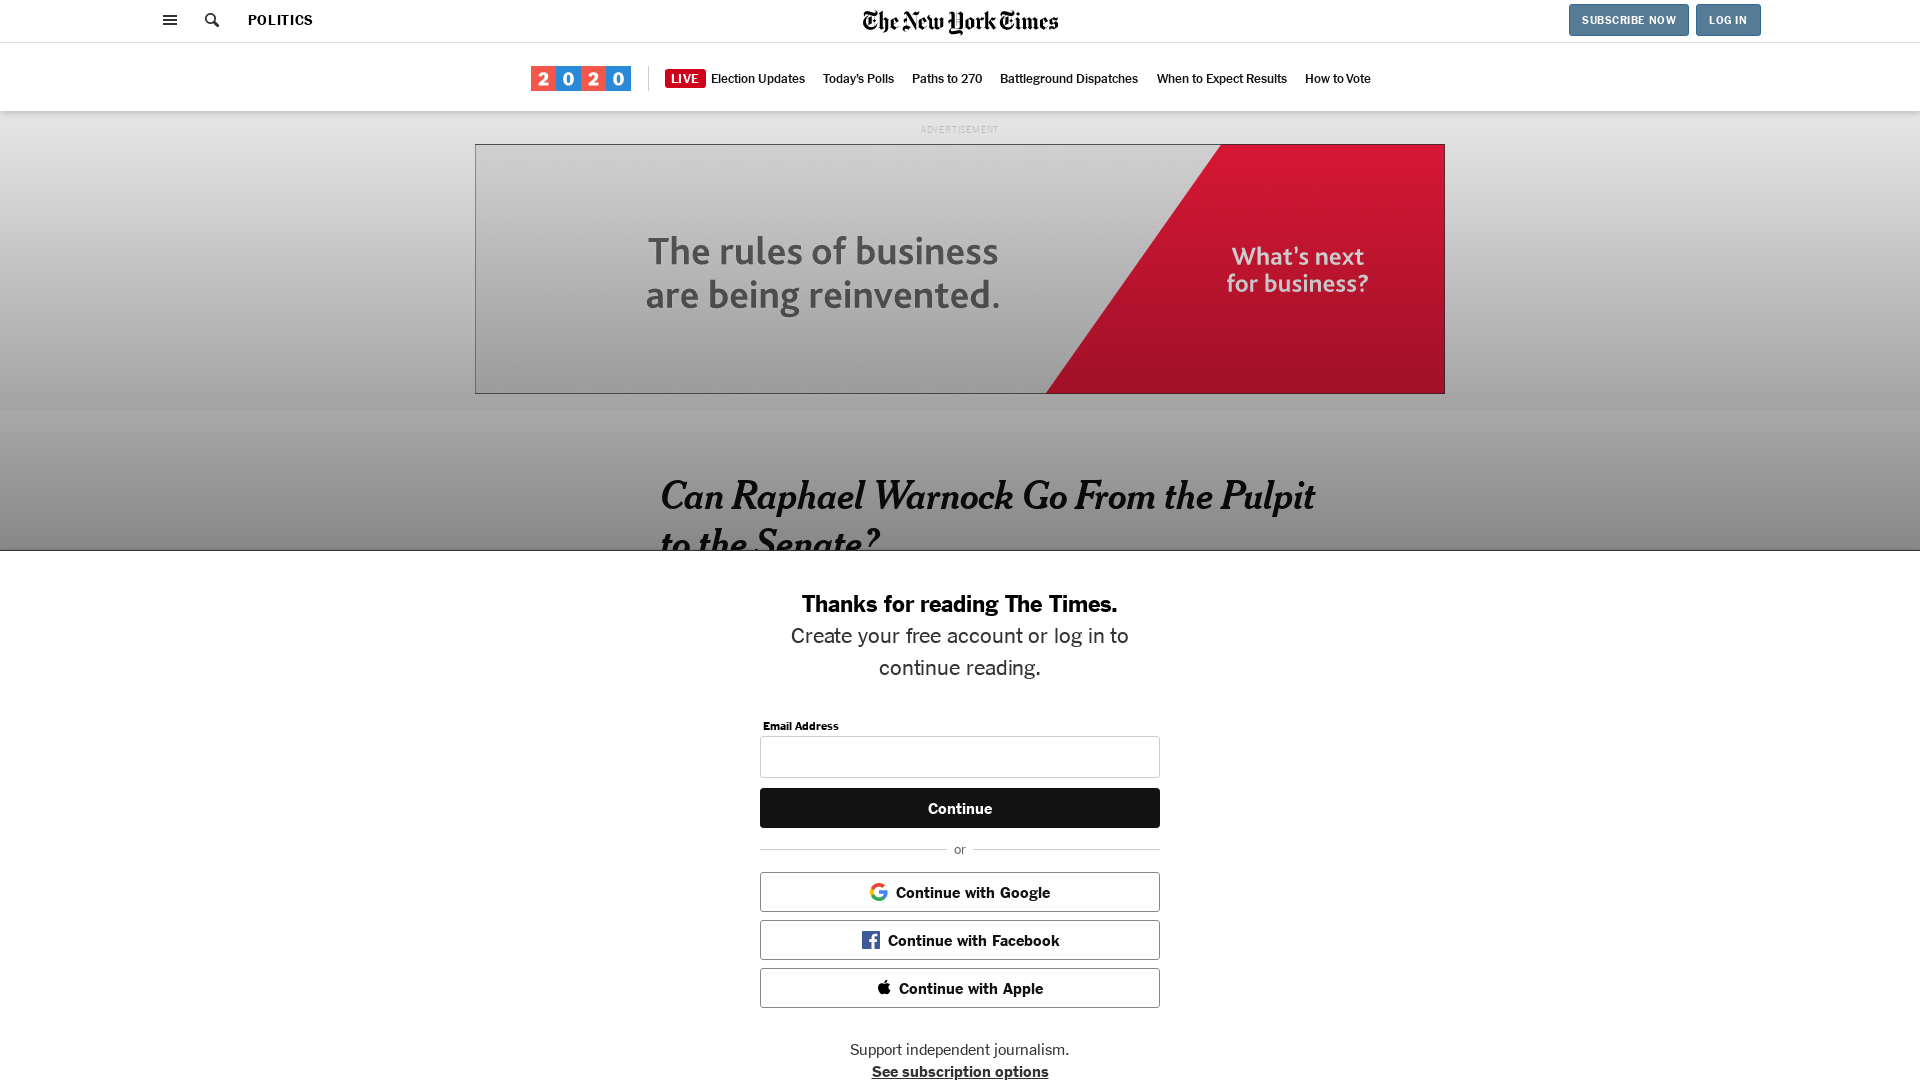 POLITICS
The New York Times
SUBSCRIBE NOW
LOG IN
2020
LIVE Election Updates
Today's Polls
Paths to 270
Battleground Dispatches
When to Expect Results
How to Vote
ADVERTISEMENT
The rules of business
are being reinvented.
What's next
for business?
Can Raphael Warnock Go From the Pulpit
to the Senate?
Thanks for reading The Times.
Create your free account or log in to
continue reading.
Email Address
Continue
or
Continue with Google
Continue with Facebook
Continue with Apple
Support independent journalism.
See subscription options